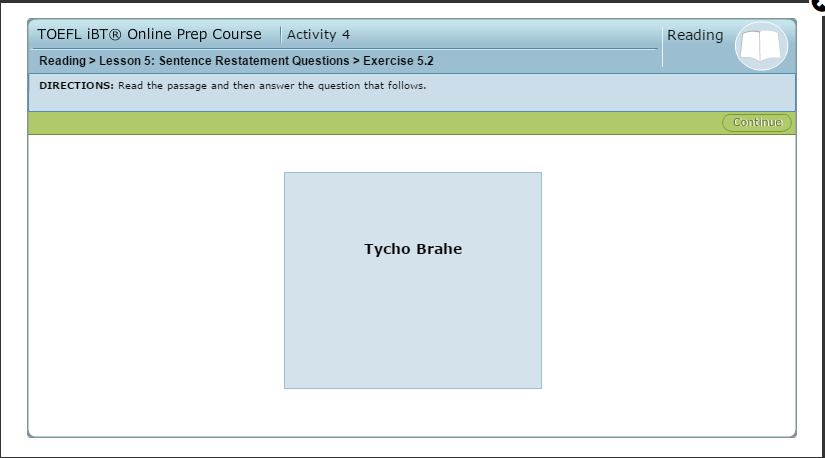 TOEFL iBT® Online Prep Course Activity 4 Reading
Reading > Lesson 5: Sentence Restatement Questions > Exercise 5.2
DIRECTIONS: Read the passage and then answer the question that follows.
Continue
Tycho Brahe